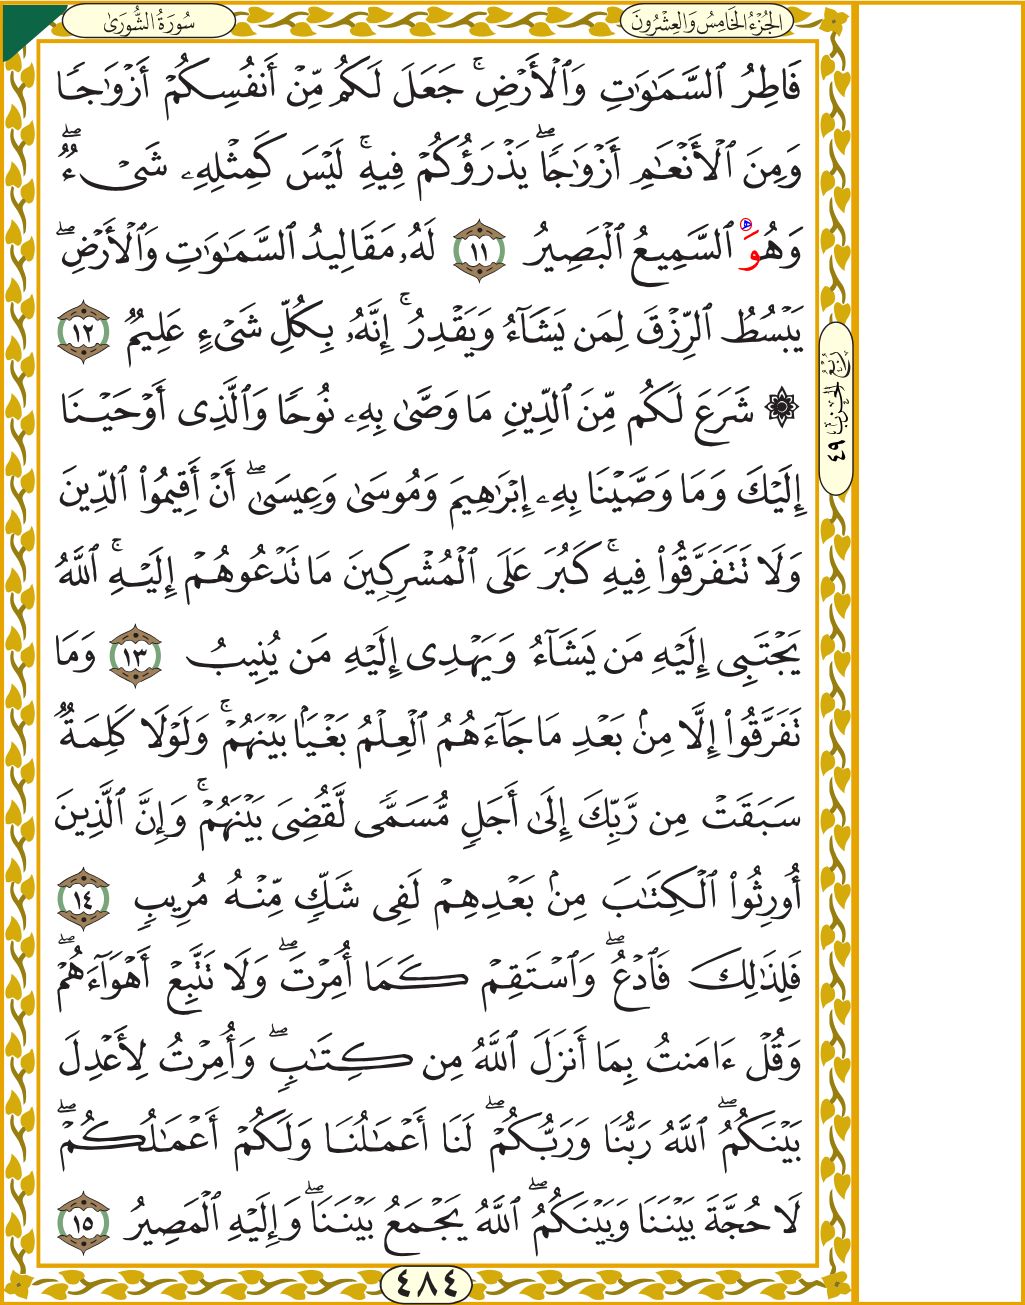 الجُزْءُ الخَامِسُ وَالعِشْرُونَ
سُورَةُ الشُّورَىٰ
فَاطِرُ ٱلسَّمَٰوَٰتِ وَٱلْأَرْضِ ۚ جَعَلَ لَكُم مِّنْ أَنفُسِكُمْ أَزْوَٰجًا
وَمِنَ ٱلْأَنْعَٰمِ أَزْوَٰجًا ۖ يَذْرَؤُكُمْ فِيهِ ۚ لَيْسَ كَمِثْلِهِۦ شَىْءٌ ۖ
وَهُوَ ٱلسَّمِيعُ ٱلْبَصِيرُ ١١ لَهُۥ مَقَالِيدُ ٱلسَّمَٰوَٰتِ وَٱلْأَرْضِ ۖ
يَبْسُطُ ٱلرِّزْقَ لِمَن يَشَآءُ وَيَقْدِرُ ۚ إِنَّهُۥ بِكُلِّ شَىْءٍ عَلِيمٌ ١٢
۞ شَرَعَ لَكُم مِّنَ ٱلدِّينِ مَا وَصَّىٰ بِهِۦ نُوحًا وَٱلَّذِىٓ أَوْحَيْنَآ
إِلَيْكَ وَمَا وَصَّيْنَا بِهِۦٓ إِبْرَٰهِيمَ وَمُوسَىٰ وَعِيسَىٰٓ ۖ أَنْ أَقِيمُوا۟ ٱلدِّينَ
وَلَا تَتَفَرَّقُوا۟ فِيهِ ۚ كَبُرَ عَلَى ٱلْمُشْرِكِينَ مَا تَدْعُوهُمْ إِلَيْهِ ۚ ٱللَّهُ
يَجْتَبِىٓ إِلَيْهِ مَن يَشَآءُ وَيَهْدِىٓ إِلَيْهِ مَن يُنِيبُ ١٣ وَمَا
تَفَرَّقُوٓا۟ إِلَّا مِنۢ بَعْدِ مَا جَآءَهُمُ ٱلْعِلْمُ بَغْيًۢا بَيْنَهُمْ ۚ وَلَوْلَا كَلِمَةٌ
سَبَقَتْ مِن رَّبِّكَ إِلَىٰٓ أَجَلٍ مُّسَمًّى لَّقُضِىَ بَيْنَهُمْ ۚ وَإِنَّ ٱلَّذِينَ
أُورِثُوا۟ ٱلْكِتَٰبَ مِنۢ بَعْدِهِمْ لَفِى شَكٍّ مِّنْهُ مُرِيبٍ ١٤
فَلِذَٰلِكَ فَٱدْعُ ۖ وَٱسْتَقِمْ كَمَآ أُمِرْتَ ۖ وَلَا تَتَّبِعْ أَهْوَآءَهُمْ ۖ
وَقُلْ ءَامَنتُ بِمَآ أَنزَلَ ٱللَّهُ مِن كِتَٰبٍ ۖ وَأُمِرْتُ لِأَعْدِلَ
بَيْنَكُمُ ۖ ٱللَّهُ رَبُّنَا وَرَبُّكُمْ ۖ لَنَآ أَعْمَٰلُنَا وَلَكُمْ أَعْمَٰلُكُمْ ۖ
لَا حُجَّةَ بَيْنَنَا وَبَيْنَكُمُ ۖ ٱللَّهُ يَجْمَعُ بَيْنَنَا ۖ وَإِلَيْهِ ٱلْمَصِيرُ ١٥
رُبْعُ الحِزْبِ ٤٩
٤٨٤